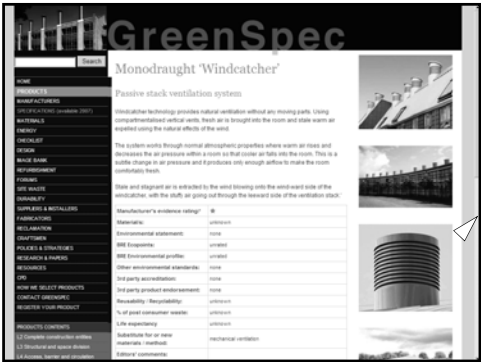 GreenSpec
Search
HOME
PRODUCTS
MANUFACTURERS
SPECIFICATIONS (available 2007)
MATERIALS
ENERGY
CHECKLIST
DESIGN
IMAGE BANK
REFURBISHMENT
FORUMS
SITE WASTE
DURABILITY
SUPPLIERS & INSTALLERS
FABRICATORS
RECLAMATION
CRAFTSMEN
POLICIES & STRATEGIES
RESEARCH & PAPERS
RESOURCES
CPD
HOW WE SELECT PRODUCTS
CONTACT GREENSPEC
REGISTER YOUR PRODUCT
PRODUCTS CONTENTS
L2 Complete construction entities
L3 Structural and space division
L4 Access, barrier and circulation
Monodraught 'Windcatcher'
Passive stack ventilation system
Windcatcher technology provides natural ventilation without any moving parts. Using
compartmentalised vertical vents, fresh air is brought into the room and stale warm air
expelled using the natural effects of the wind.
The system works through normal atmospheric properties where warm air rises and
decreases the air pressure within a room so that cooler air falls into the room. This is a
subtle change in air pressure and it produces only enough airflow to make the room
comfortably fresh.
Stale and stagnant air is extracted by the wind blowing onto the wind-ward side of the
windcatcher, with the stuffy air going out through the leeward side of the ventilation stack.'
Manufacturer's evidence rating*
Materials: unknown
Environmental statement: none
BRE Ecopoints: unrated
BRE Environmental profile: unrated
Other environmental standards: none
3rd party accreditation: none
3rd party product endorsement: none
Reusability / Recyclability: unknown
% of post consumer waste: unknown
Life expectancy unknown
Substitute for or new
materials / method: mechanical ventilation
Editors' comments: